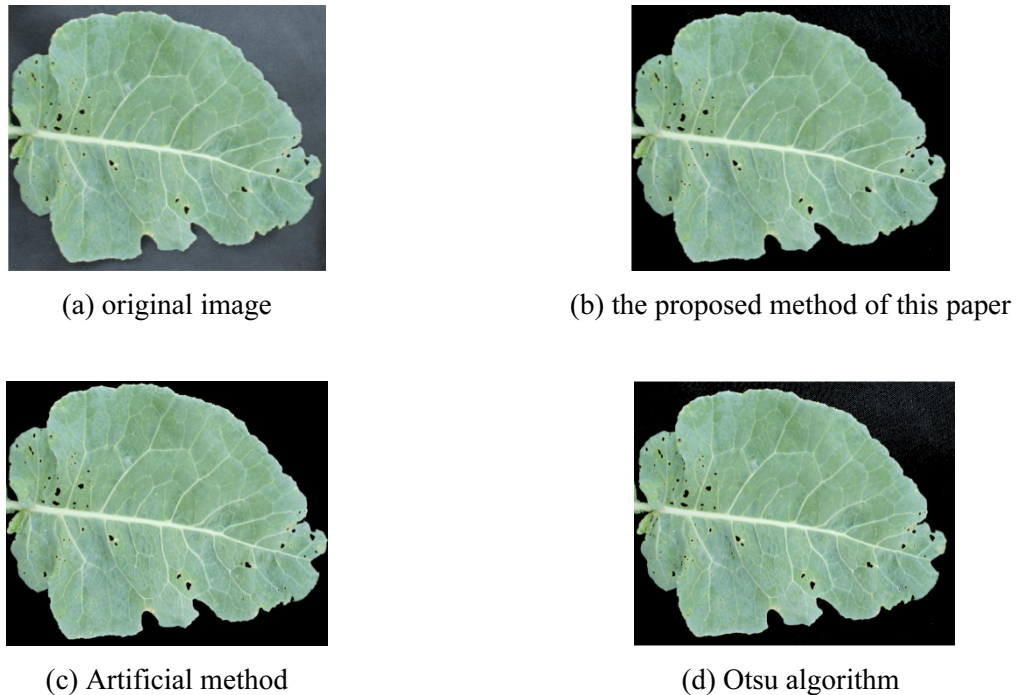 (a) original image
(b) the proposed method of this paper
(c) Artificial method
(d) Otsu algorithm